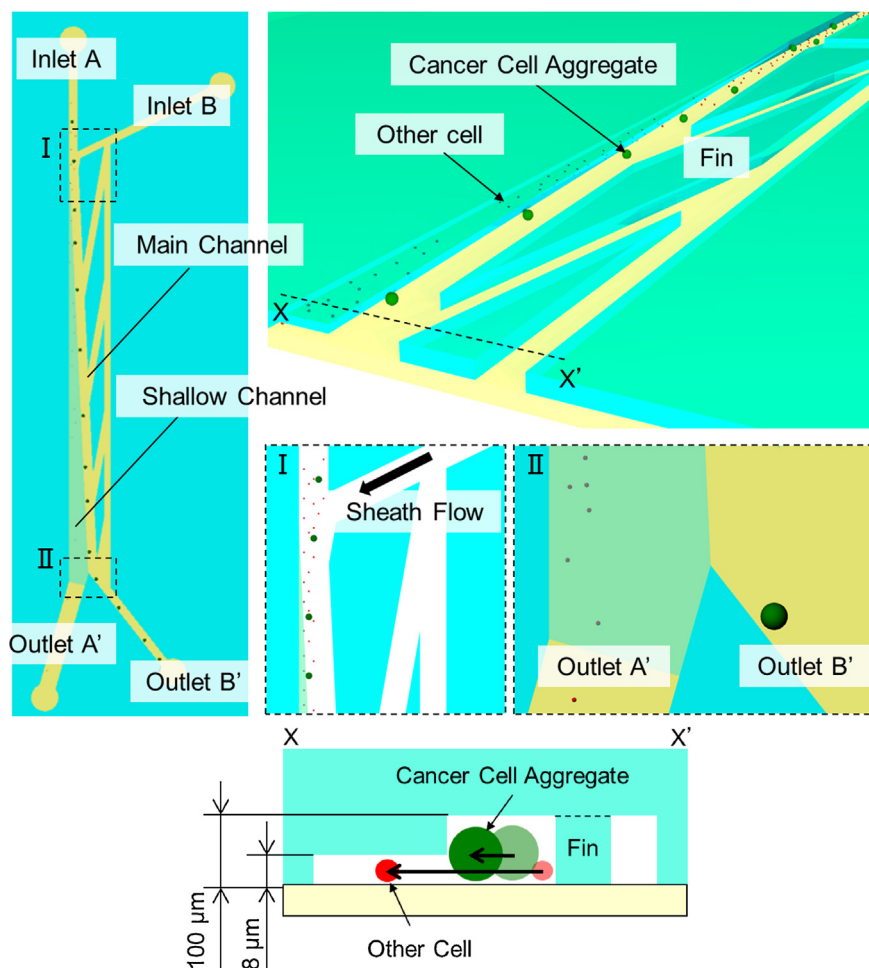 Inlet A
Inlet B
I
Main Channel
Shallow Channel
II
Outlet A'
Outlet B'
Cancer Cell Aggregate
Other cell
Fin
X
X'
I
Sheath Flow
II
Outlet A'
Outlet B'
X
X'
Cancer Cell Aggregate
Fin
100 µm
8 µm
Other Cell